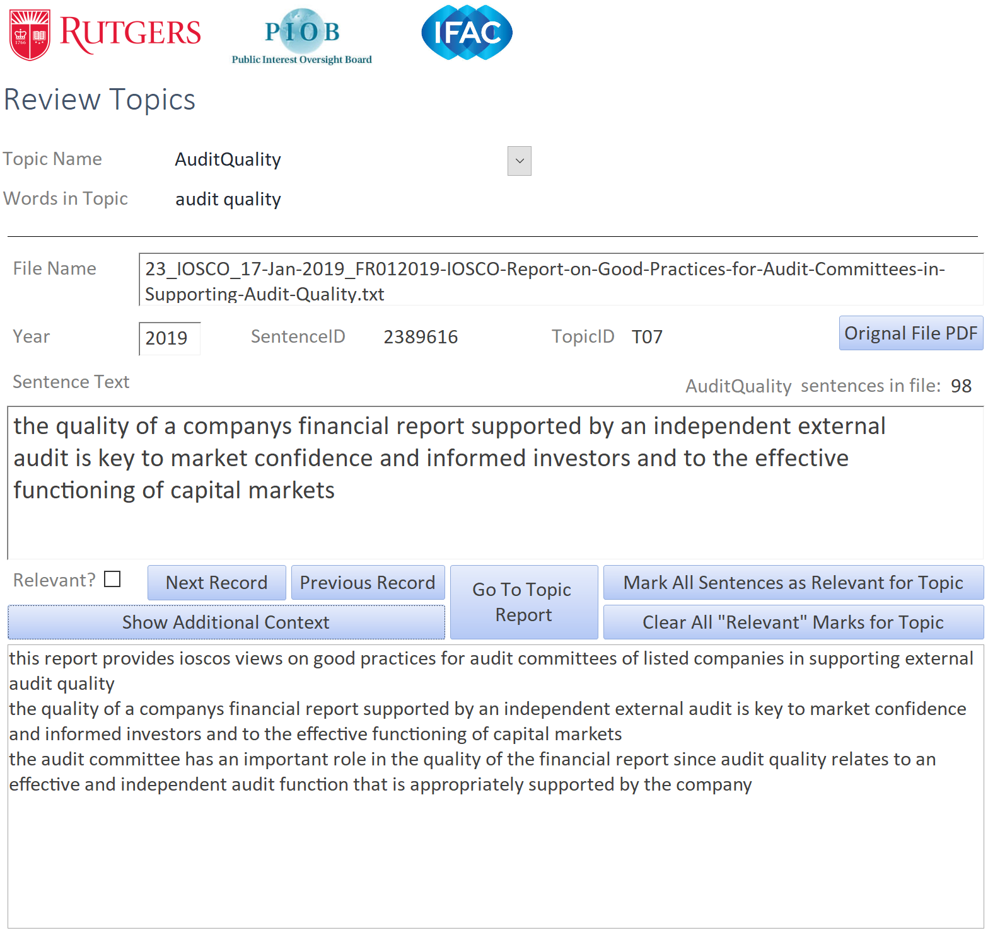 1766
RUTGERS
PIOB
Public Interest Oversight Board
IFAC
Review Topics
Topic Name AuditQuality
Words in Topic audit quality
File Name 23_IOSCO_17-Jan-2019_FR012019-IOSCO-Report-on-Good-Practices-for-Audit-Committees-in-
Supporting-Audit-Quality.txt
Year 2019 SentenceID 2389616 TopicID T07 Orignal File PDF
Sentence Text AuditQuality sentences in file: 98
the quality of a companys financial report supported by an independent external
audit is key to market confidence and informed investors and to the effective
functioning of capital markets
Relevant? Next Record Previous Record Go To Topic Mark All Sentences as Relevant for Topic
Show Additional Context Report Clear All "Relevant" Marks for Topic
this report provides ioscos views on good practices for audit committees of listed companies in supporting external
audit quality
the quality of a companys financial report supported by an independent external audit is key to market confidence
and informed investors and to the effective functioning of capital markets
the audit committee has an important role in the quality of the financial report since audit quality relates to an
effective and independent audit function that is appropriately supported by the company